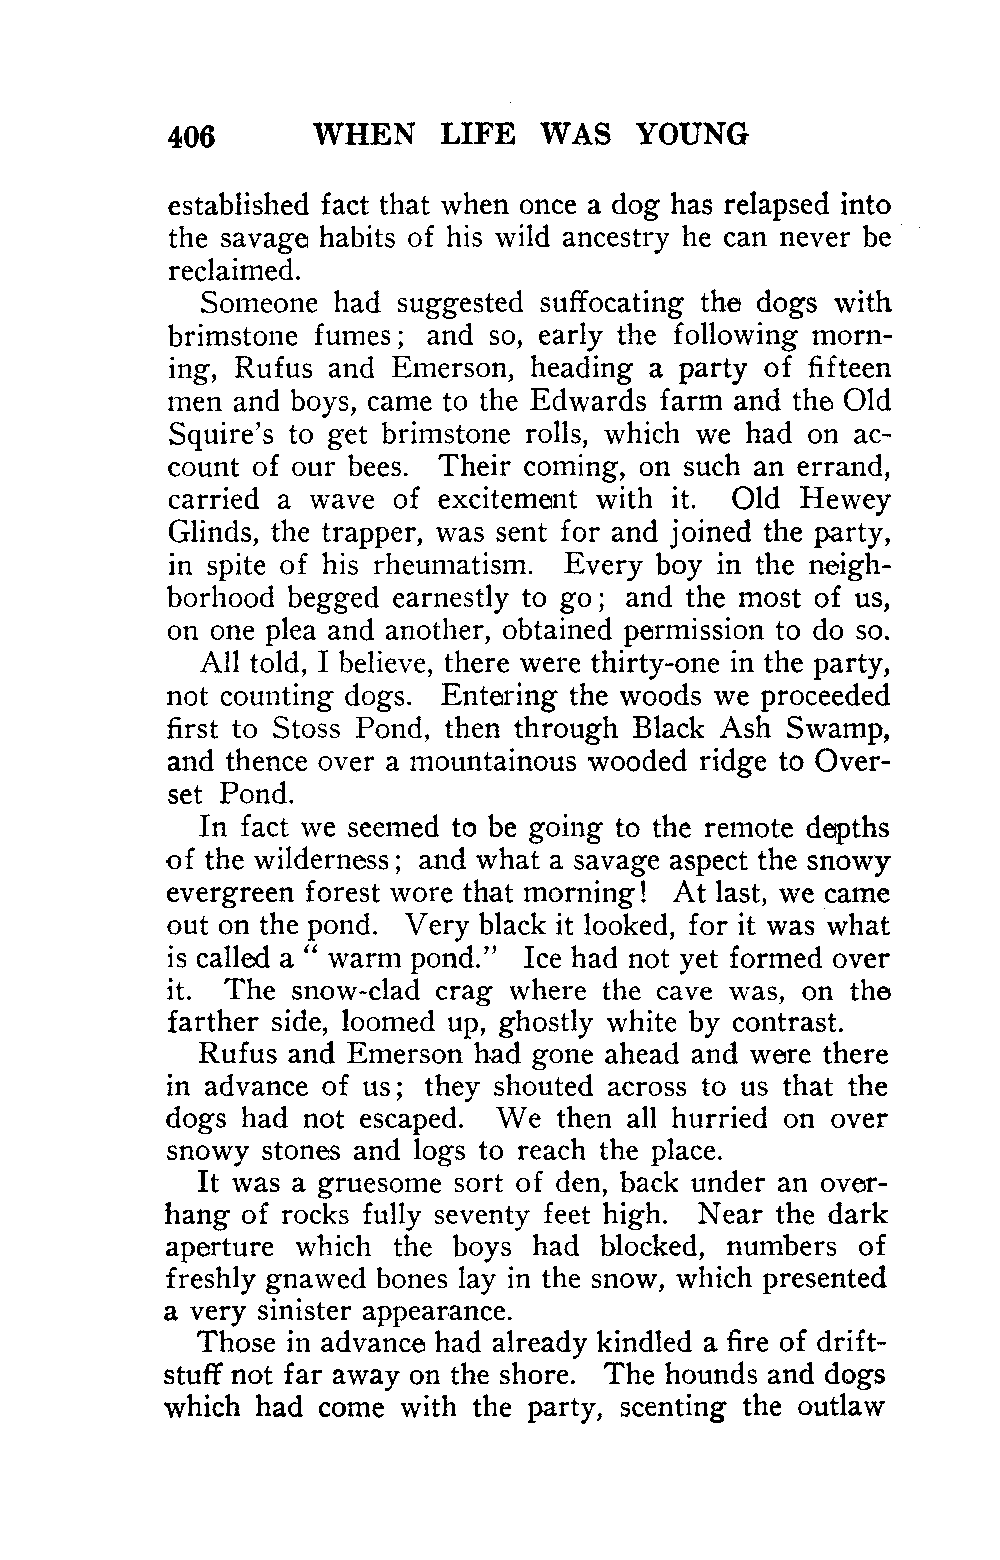 406 WHEN LIFE WAS YOUNG
established fact that when once a dog has relapsed into
the savage habits of his wild ancestry he can never be
reclaimed.
Someone had suggested suffocating the dogs with
brimstone fumes; and so, early the following morn-
ing, Rufus and Emerson, heading a party of fifteen
men and boys, came to the Edwards farm and the Old
Squire's to get brimstone rolls, which we had on ac-
count of our bees. Their coming, on such an errand,
carried a wave of excitement with it. Old Hewey
Glinds, the trapper, was sent for and joined the party,
in spite of his rheumatism. Every boy in the neigh-
borhood begged earnestly to go; and the most of us,
on one plea and another, obtained permission to do so.
All told, I believe, there were thirty-one in the party,
not counting dogs. Entering the woods we proceeded
first to Stoss Pond, then through Black Ash Swamp,
and thence over a mountainous wooded ridge to Over-
set Pond.
In fact we seemed to be going to the remote depths
of the wilderness; and what a savage aspect the snowy
evergreen forest wore that morning! At last, we came
out on the pond. Very black it looked, for it was what
is called a " warm pond." Ice had not yet formed over
it. The snow-clad crag where the cave was, on the
farther side, loomed up, ghostly white by contrast.
Rufus and Emerson had gone ahead and were there
in advance of us; they shouted across to us that the
dogs had not escaped. We then all hurried on over
snowy stones and logs to reach the place.
It was a gruesome sort of den, back under an over-
hang of rocks fully seventy feet high. Near the dark
aperture which the boys had blocked, numbers of
freshly gnawed bones lay in the snow, which presented
a very sinister appearance.
Those in advance had already kindled a fire of drift-
stuff not far away on the shore. The hounds and dogs
which had come with the party, scenting the outlaw